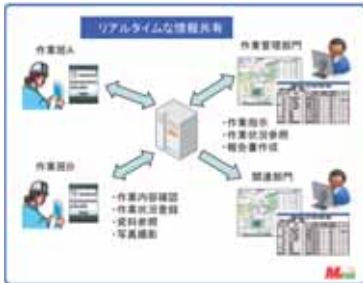 リアルタイムな情報共有
作業班A
作業管理部門
・作業指示
・作業状況参照
・報告書作成
作業班B
関連部門
・作業内容確認
・作業状況登録
・資料参照
・写真撮影